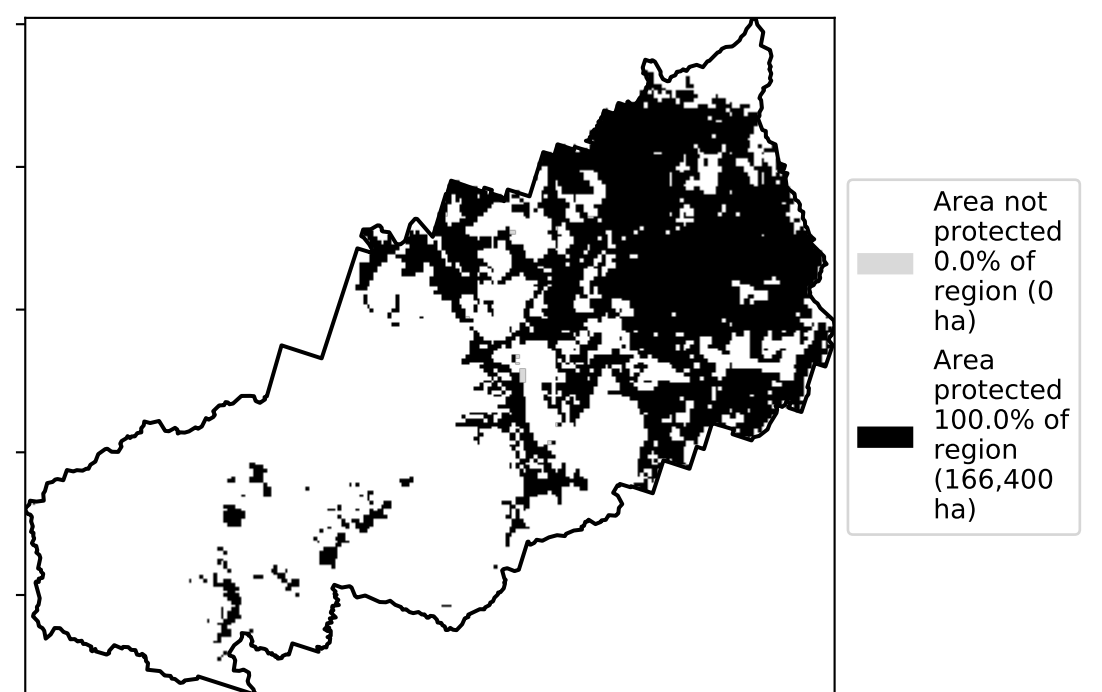 Area not
protected
0.0% of
region (0
ha)
Area
protected
100.0% of
region
(166,400
ha)